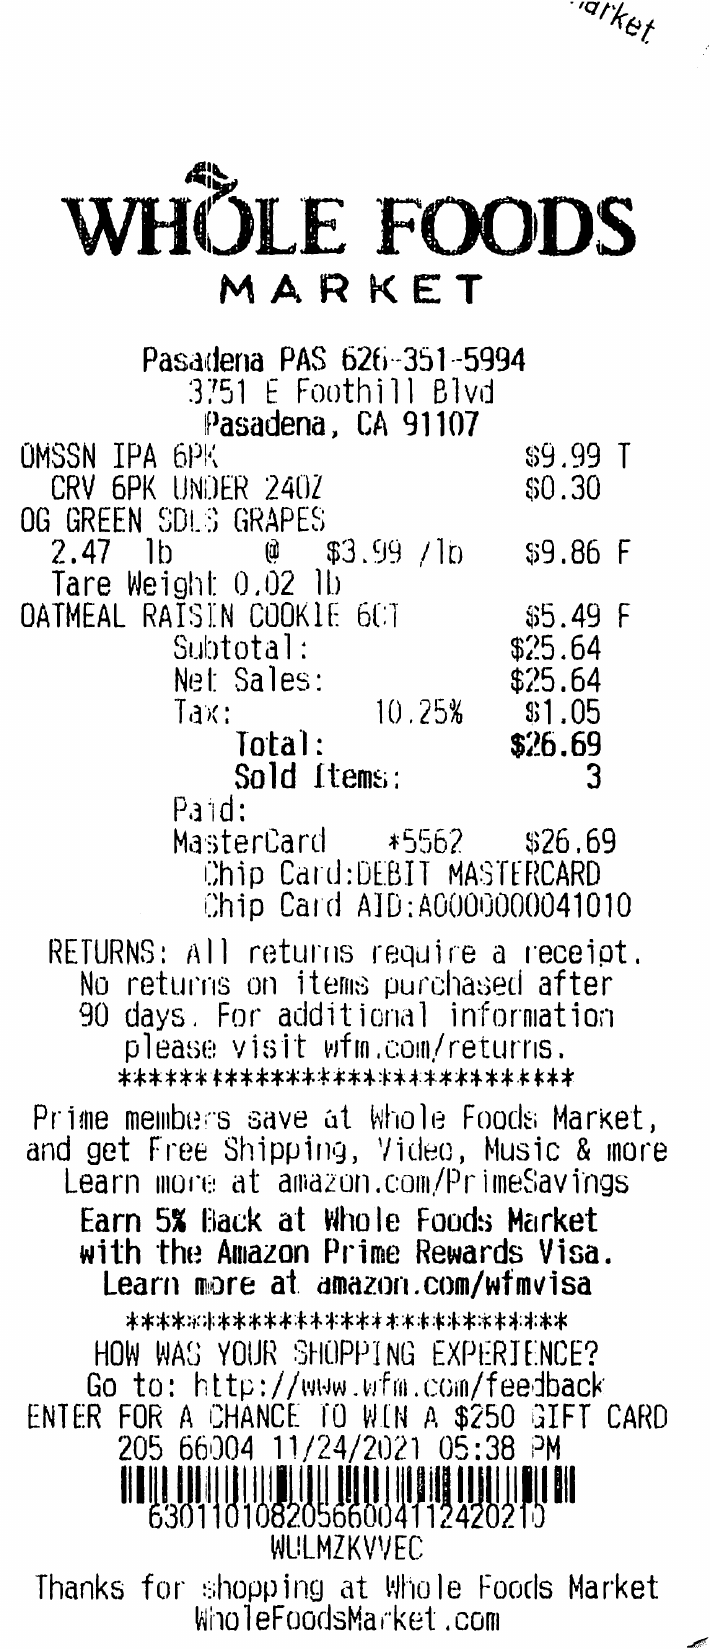 arket
WHOLE FOODS
MARKET
Pasadena PAS 626-351-5994
3751 E Foothill Blvd
Pasadena, CA 91107
OMSSN IPA 6PK $9.99 T
CRV 6PK UNDER 24OZ $0.30
OG GREEN SDLS GRAPES
2.47 lb @ $3.99 /lb $9.86 F
Tare Weight 0.02 lb
OATMEAL RAISIN COOKIE 6CT $5.49 F
Subtotal: $25.64
Net Sales: $25.64
Tax: 10.25% $1.05
Total: $26.69
Sold Items: 3
Paid:
MasterCard *5562 $26.69
Chip Card:DEBIT MASTERCARD
Chip Card AID:A0000000041010
RETURNS: All returns require a receipt.
No returns on items purchased after
90 days. For additional information
please visit wfm.com/returns.
******************************
Prime members save at Whole Foods Market,
and get Free Shipping, Video, Music & more
Learn more at amazon.com/PrimeSavings
Earn 5% Back at Whole Foods Market
with the Amazon Prime Rewards Visa.
Learn more at amazon.com/wfmvisa
*****************************
HOW WAS YOUR SHOPPING EXPERIENCE?
Go to: http://www.wfm.com/feedback
ENTER FOR A CHANCE TO WIN A $250 GIFT CARD
205 66004 11/24/2021 05:38 PM
63011010820566004112420210
WULMZKVVEC
Thanks for shopping at Whole Foods Market
WholeFoodsMarket.com